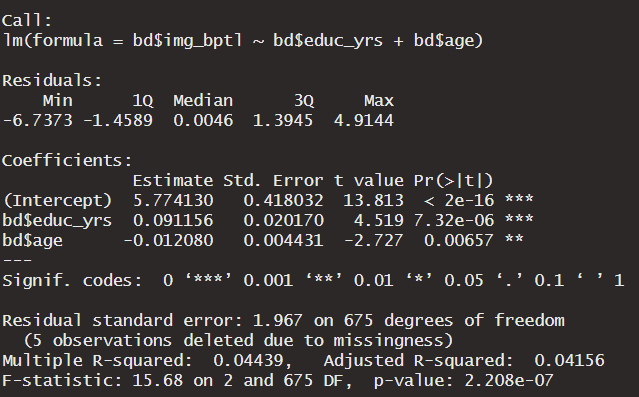 Call:
lm(formula = bd$img_bptl ~ bd$educ_yrs + bd$age)
Residuals:
    Min      1Q  Median      3Q     Max
-6.7373 -1.4589  0.0046  1.3945  4.9144
Coefficients:
             Estimate Std. Error t value Pr(>|t|)
(Intercept)  5.774130   0.418032  13.813  < 2e-16 ***
bd$educ_yrs  0.091156   0.020170   4.519 7.32e-06 ***
bd$age      -0.012080   0.004431  -2.727  0.00657 **
---
Signif. codes:  0 ‘***’ 0.001 ‘**’ 0.01 ‘*’ 0.05 ‘.’ 0.1 ‘ ’ 1
Residual standard error: 1.967 on 675 degrees of freedom
  (5 observations deleted due to missingness)
Multiple R-squared:  0.04439,	Adjusted R-squared:  0.04156
F-statistic: 15.68 on 2 and 675 DF,  p-value: 2.208e-07